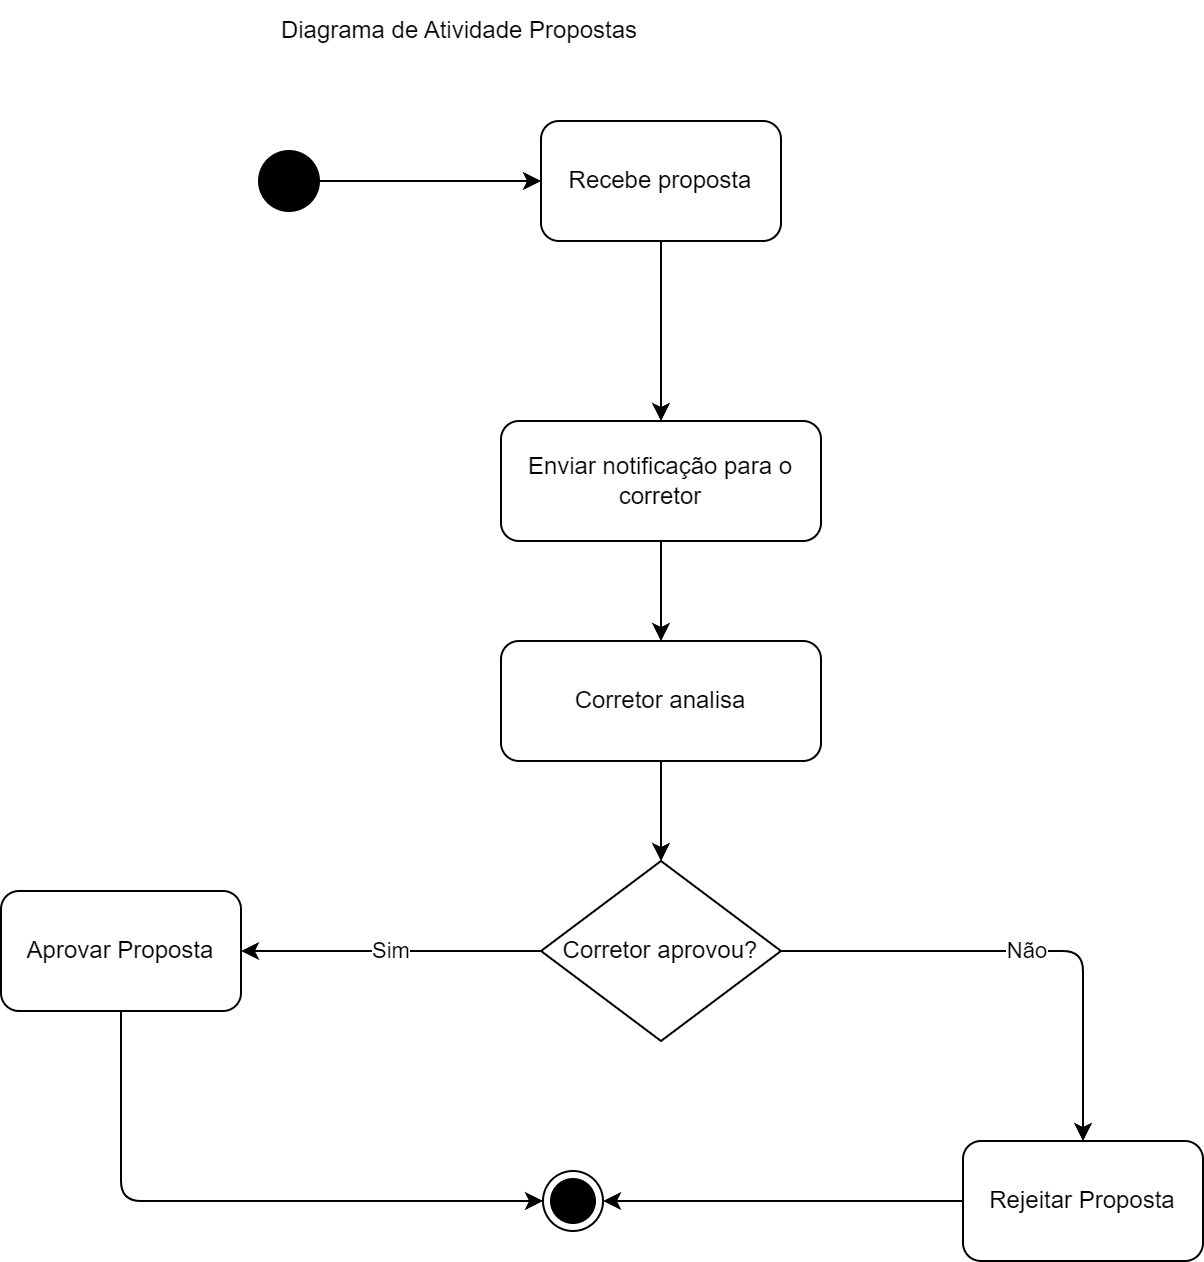 Diagrama de Atividade Propostas
Recebe proposta
Enviar notificação para o
corretor
Corretor analisa
Aprovar Proposta
Sim
Corretor aprovou?
Não
Rejeitar Proposta